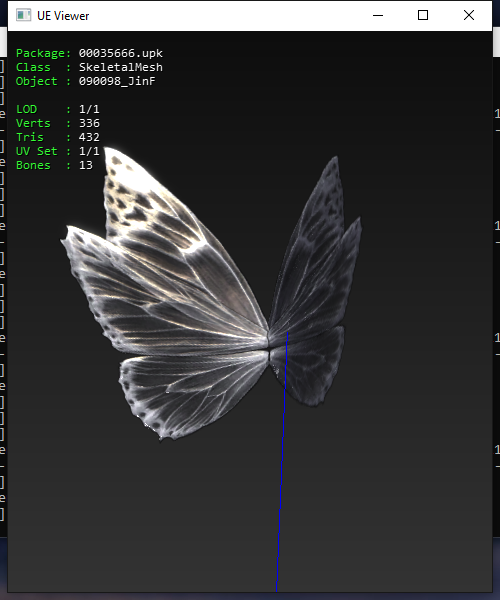 UE Viewer
Package: 00035666.upk
Class  : SkeletalMesh
Object : 090098_JinF
LOD    : 1/1
Verts  : 336
Tris   : 432
UV Set : 1/1
Bones  : 13